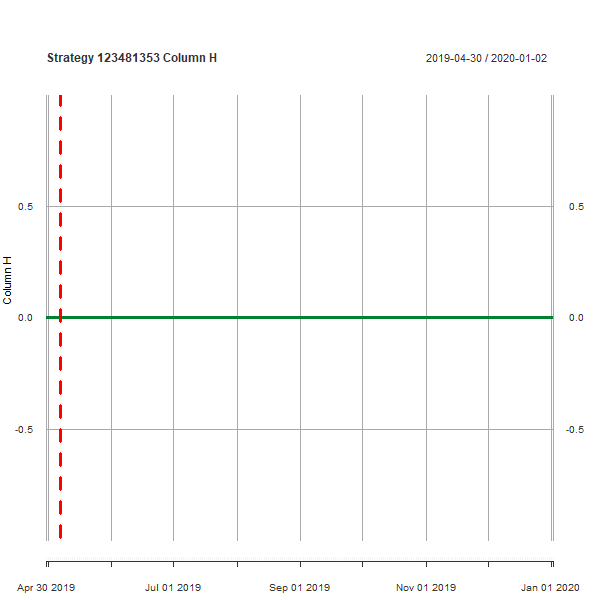 Strategy 123481353 Column H
2019-04-30 / 2020-01-02
0.5
0.5
Column H
0.0
0.0
-0.5
-0.5
Apr 30 2019
Jul 01 2019
Sep 01 2019
Nov 01 2019
Jan 01 2020